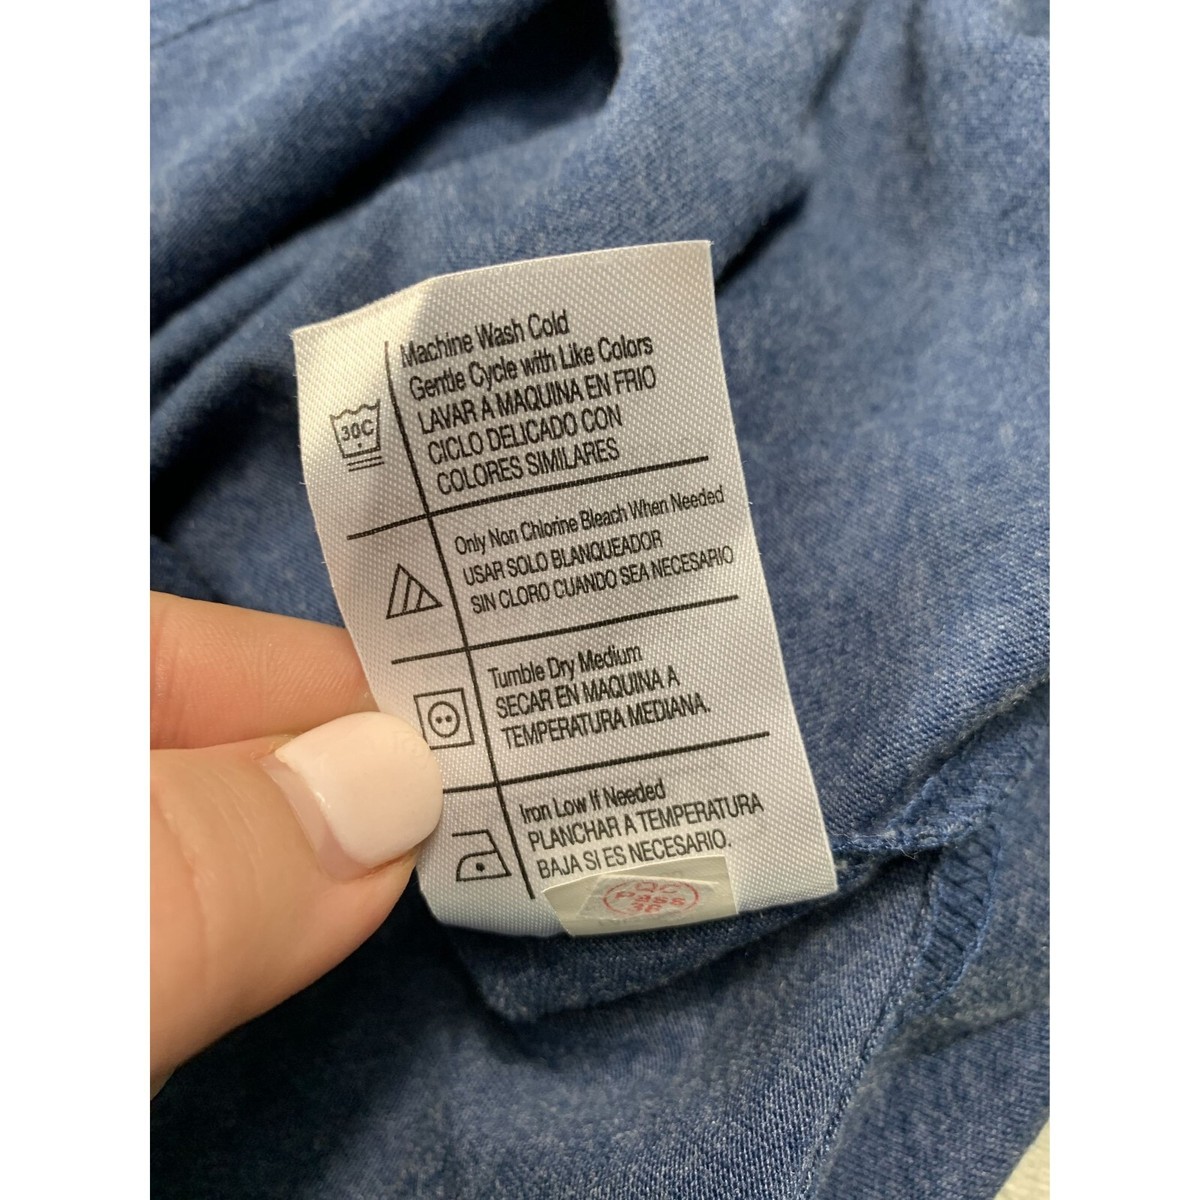 30C
Machine Wash Cold
Gentle Cycle with Like Colors
LAVAR A MAQUINA EN FRIO
CICLO DELICADO CON
COLORES SIMILARES
Only Non Chlorine Bleach When Needed
USAR SOLO BLANQUEADOR
SIN CLORO CUANDO SEA NECESARIO
Tumble Dry Medium
SECAR EN MAQUINA A
TEMPERATURA MEDIANA.
Iron Low If Needed
PLANCHAR A TEMPERATURA
BAJA SI ES NECESARIO.
QC
Pass